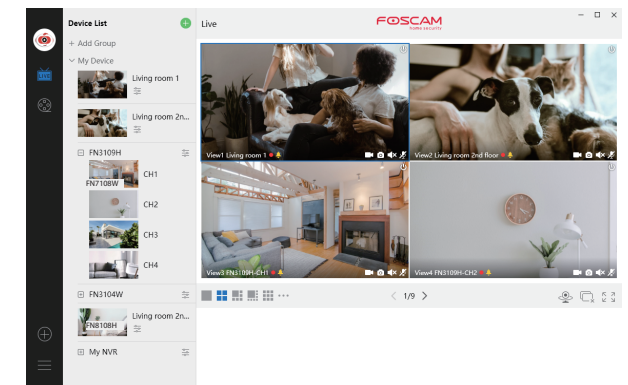 Device List
+ Add Group
My Device
Living room 1
Living room 2n...
FN3109H
FN7108W
CH1
CH2
CH3
CH4
FN3104W
Living room 2n...
FN8108H
My NVR
LIVE
Live
FOSCAM
home security
View1 Living room 1
View2 Living room 2nd floor
View3 FN3109H-CH1
View4 FN3109H-CH2
1/9